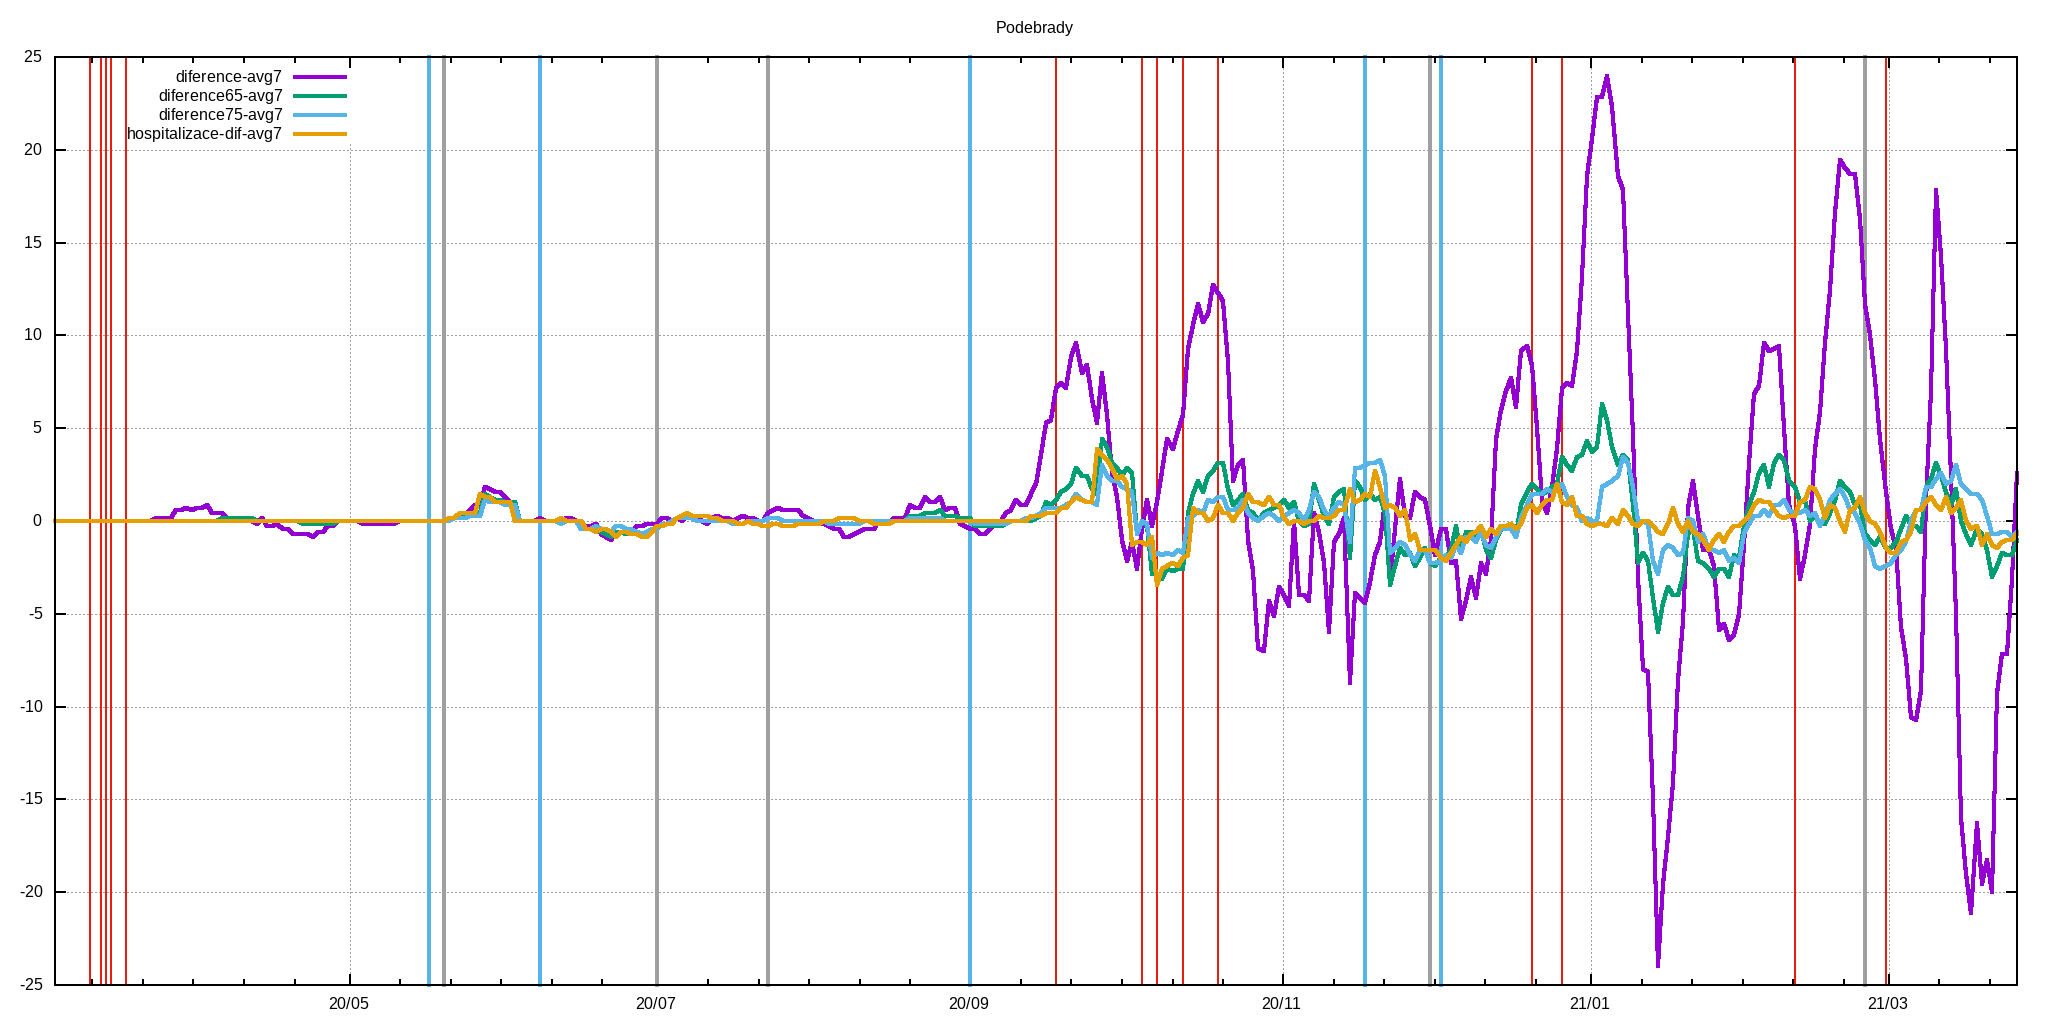 Podebrady
diference-avg7
diference65-avg7
diference75-avg7
hospitalizace-dif-avg7
25
20
15
10
5
0
-5
-10
-15
-20
-25
20/05 20/07 20/09 20/11 21/01 21/03